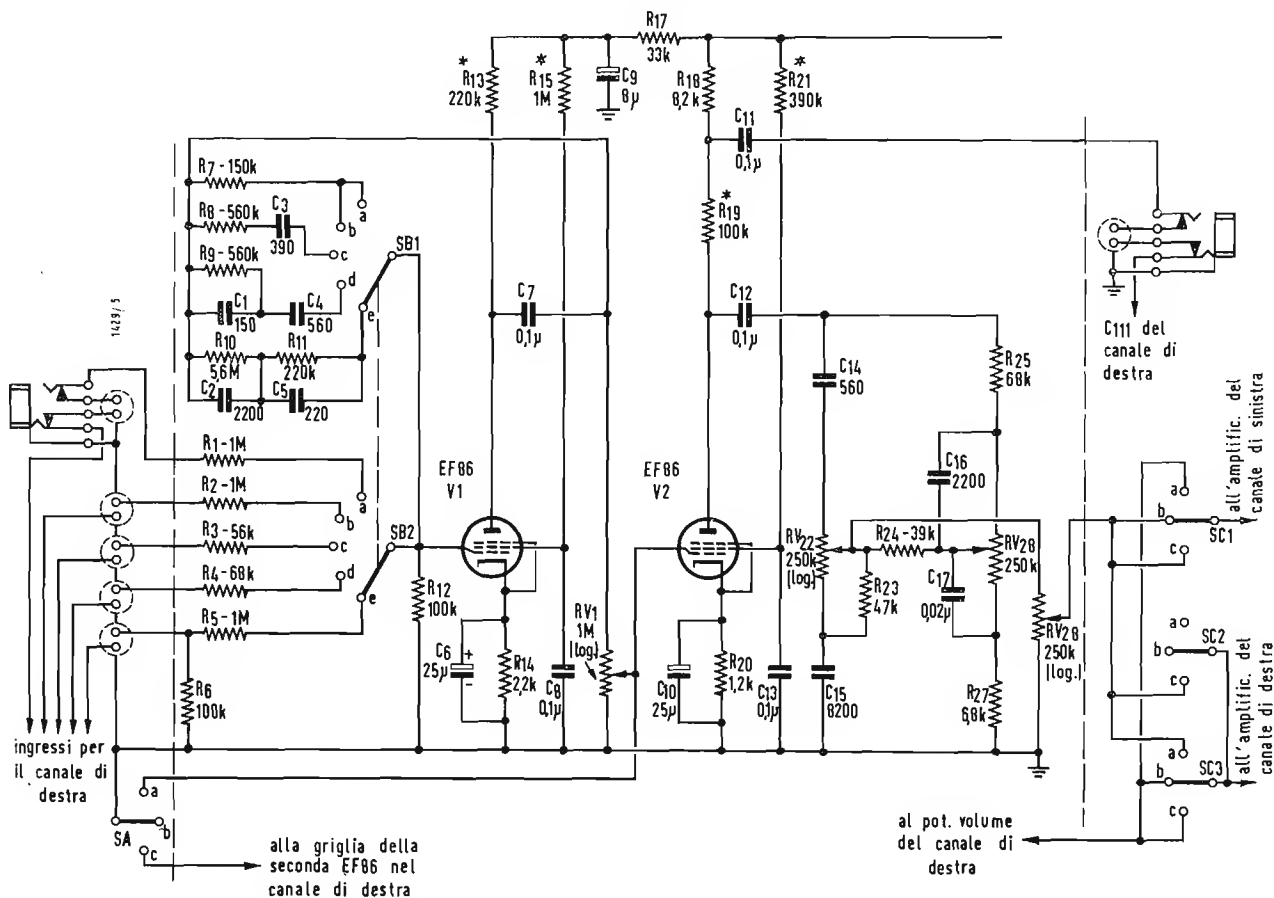 R17
33k
*
R13
220k
*
R15
1M
C9
8µ
R18
8,2k
*
R21
390k
C11
0,1µ
R7-150k
a
R8-560k
C3
390
b
c
R9-560k
d
SB1
C1
150
C4
560
e
1429/5
R10
5,6M
R11
220k
C2
2200
C5
220
C7
0,1µ
*
R19
100k
C12
0,1µ
C14
560
R25
68k
C111 del
canale di
destra
R1-1M
a
R2-1M
b
R3-56k
c
SB2
R4-68k
d
R5-1M
e
R6
100k
EF86
V1
R12
100k
C6
25µ
+
–
R14
2,2k
C8
0,1µ
RV1
1M
(log.)
EF86
V2
C10
25µ
R20
1,2k
C13
0,1µ
RV22
250k
(log.)
C16
2200
R24-39k
R23
47k
C17
0,02µ
RV28
250k
C15
8200
R27
6,8k
RV28
250k
(log.)
a
b
c
SC1
all'amplific. del
canale di sinistra
a
b
c
SC2
a
b
c
SC3
all'amplific. del
canale di destra
ingressi per
il canale di
destra
a
SA
b
c
alla griglia della
seconda EF86 nel
canale di destra
al pot. volume
del canale di
destra